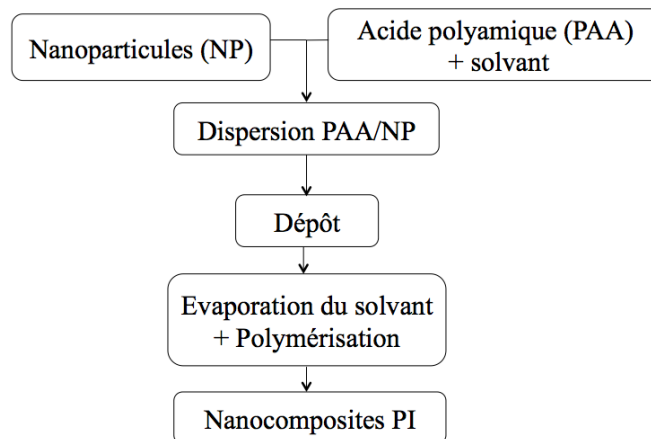 Nanoparticules (NP)
Acide polyamique (PAA)
+ solvant
Dispersion PAA/NP
Dépôt
Evaporation du solvant
+ Polymérisation
Nanocomposites PI